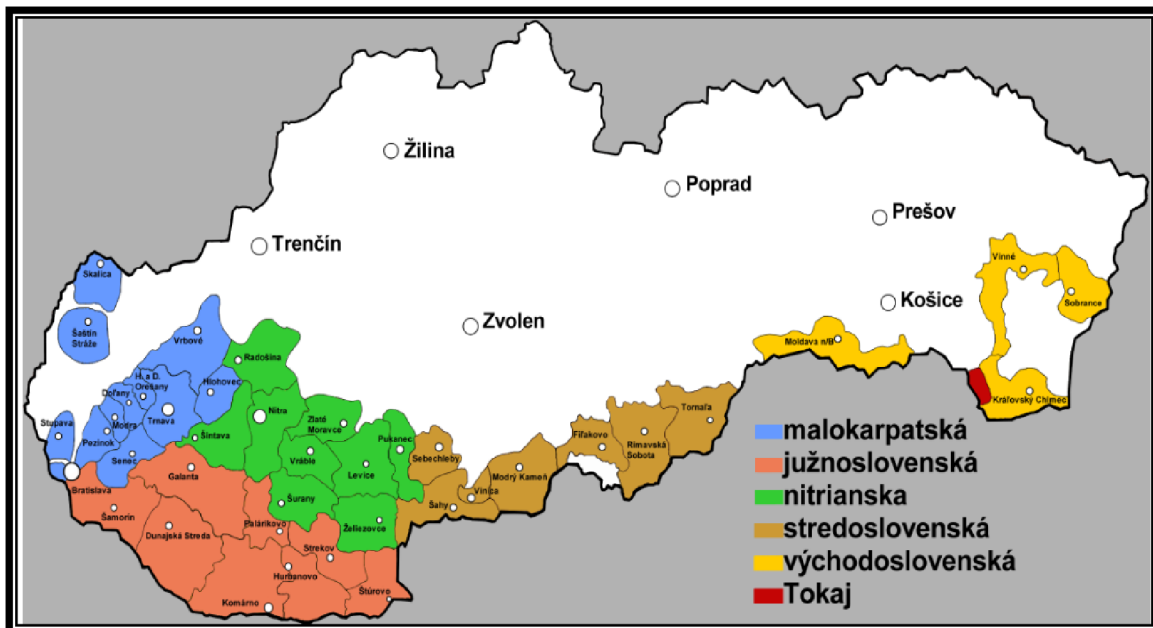 Žilina
Poprad
Prešov
Trenčín
Vinné
Skalica
Sobrance
Košice
Zvolen
Šaštín
Stráže
Vrbové
Moldava n/B
Radošina
H. a D.
Orešany
Hlohovec
Doľany
Kráľovský Chlmec
Tornaľa
Nitra
Zlaté
Moravce
Stupava
Modra
Trnava
Pukanec
malokarpatská
Šintava
Fiľakovo
Rimavská
Sobota
Pezinok
Vráble
Sebechleby
Senec
južnoslovenská
Galanta
Levice
Modrý Kameň
Bratislava
nitrianska
Vinica
Šurany
Šahy
Šamorín
Dunajská Streda
Palárikovo
Želiezovce
stredoslovenská
Strekov
východoslovenská
Hurbanovo
Štúrovo
Tokaj
Komárno